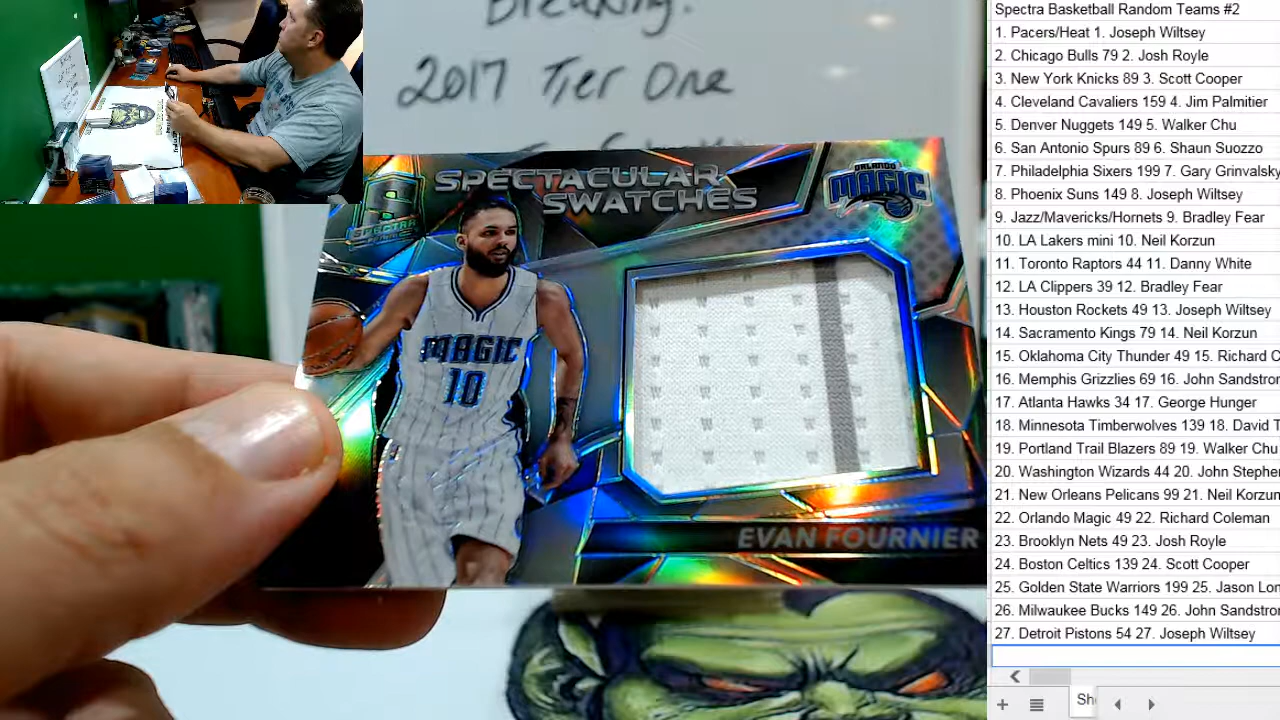 Breaking!
2017 Tier One
SPECTACULAR
SWATCHES
SPECTRA
ORLANDO
MAGIC
MAGIC
10
EVAN FOURNIER
Spectra Basketball Random Teams #2
1. Pacers/Heat 1. Joseph Wiltsey
2. Chicago Bulls 79 2. Josh Royle
3. New York Knicks 89 3. Scott Cooper
4. Cleveland Cavaliers 159 4. Jim Palmitier
5. Denver Nuggets 149 5. Walker Chu
6. San Antonio Spurs 89 6. Shaun Suozzo
7. Philadelphia Sixers 199 7. Gary Grinvalsky
8. Phoenix Suns 149 8. Joseph Wiltsey
9. Jazz/Mavericks/Hornets 9. Bradley Fear
10. LA Lakers mini 10. Neil Korzun
11. Toronto Raptors 44 11. Danny White
12. LA Clippers 39 12. Bradley Fear
13. Houston Rockets 49 13. Joseph Wiltsey
14. Sacramento Kings 79 14. Neil Korzun
15. Oklahoma City Thunder 49 15. Richard C
16. Memphis Grizzlies 69 16. John Sandstron
17. Atlanta Hawks 34 17. George Hunger
18. Minnesota Timberwolves 139 18. David T
19. Portland Trail Blazers 89 19. Walker Chu
20. Washington Wizards 44 20. John Stephe
21. New Orleans Pelicans 99 21. Neil Korzun
22. Orlando Magic 49 22. Richard Coleman
23. Brooklyn Nets 49 23. Josh Royle
24. Boston Celtics 139 24. Scott Cooper
25. Golden State Warriors 199 25. Jason Lon
26. Milwaukee Bucks 149 26. John Sandstro
27. Detroit Pistons 54 27. Joseph Wiltsey
Sh